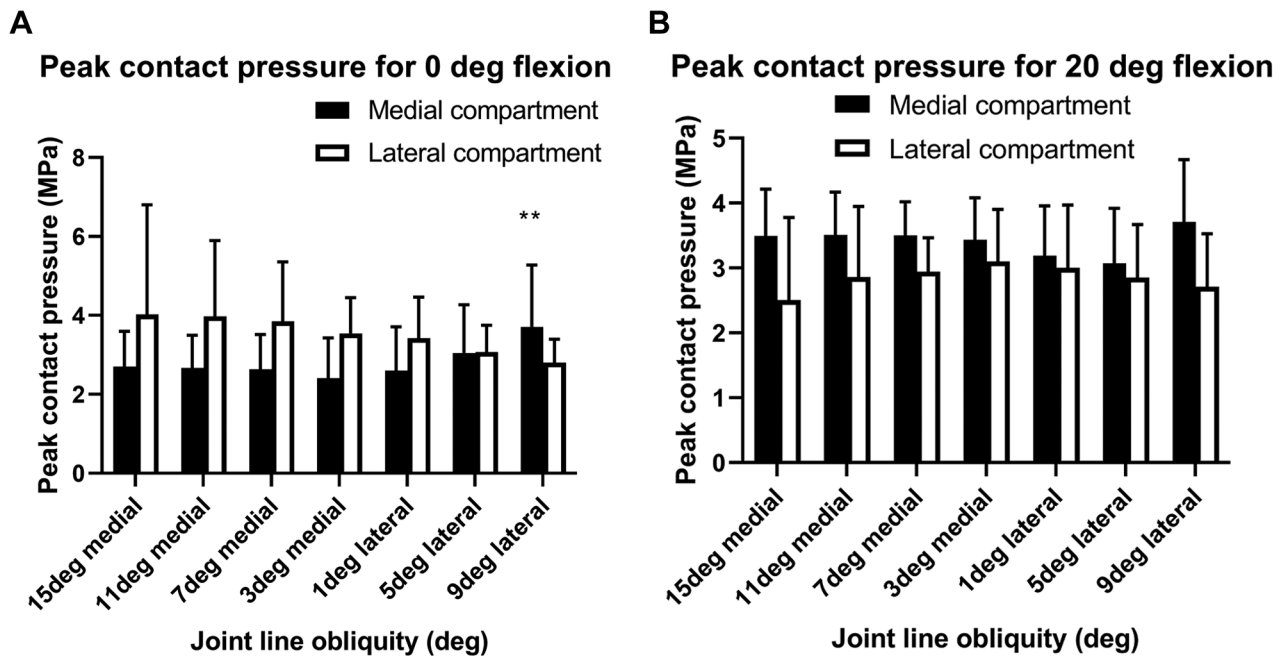 A
Peak contact pressure for 0 deg flexion
Medial compartment
Lateral compartment
Peak contact pressure (MPa)
8
6
4
2
0
**
15deg medial
11deg medial
7deg medial
3deg medial
1deg lateral
5deg lateral
9deg lateral
Joint line obliquity (deg)
B
Peak contact pressure for 20 deg flexion
Medial compartment
Lateral compartment
Peak contact pressure (MPa)
5
4
3
2
1
0
15deg medial
11deg medial
7deg medial
3deg medial
1deg lateral
5deg lateral
9deg lateral
Joint line obliquity (deg)